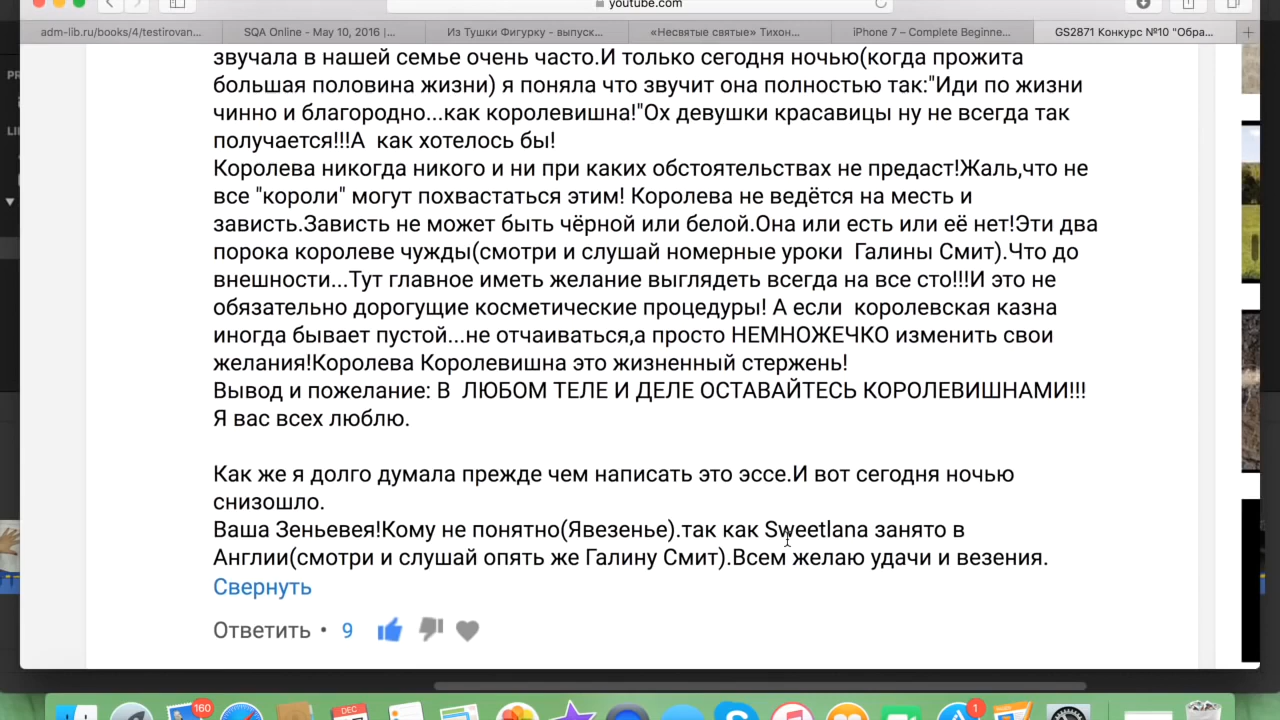 youtube.com
adm-lib.ru/books/4/testirovan...
SQA Online - May 10, 2016 |...
Из Тушки Фигурку - выпуск...
«Несвятые святые» Тихон...
iPhone 7 – Complete Beginne...
GS2871 Конкурс №10 "Обра...
звучала в нашей семье очень часто.И только сегодня ночью(когда прожита
большая половина жизни) я поняла что звучит она полностью так:"Иди по жизни
чинно и благородно...как королевишна!"Ох девушки красавицы ну не всегда так
получается!!!А  как хотелось бы!
Королева никогда никого и ни при каких обстоятельствах не предаст!Жаль,что не
все "короли" могут похвастаться этим! Королева не ведётся на месть и
зависть.Зависть не может быть чёрной или белой.Она или есть или её нет!Эти два
порока королеве чужды(смотри и слушай номерные уроки  Галины Смит).Что до
внешности...Тут главное иметь желание выглядеть всегда на все сто!!!И это не
обязательно дорогущие косметические процедуры! А если  королевская казна
иногда бывает пустой...не отчаиваться,а просто НЕМНОЖЕЧКО изменить свои
желания!Королева Королевишна это жизненный стержень!
Вывод и пожелание: В  ЛЮБОМ ТЕЛЕ И ДЕЛЕ ОСТАВАЙТЕСЬ КОРОЛЕВИШНАМИ!!!
Я вас всех люблю.
Как же я долго думала прежде чем написать это эссе.И вот сегодня ночью
снизошло.
Ваша Зеньевея!Кому не понятно(Явезенье).так как Sweetlana занято в
Англии(смотри и слушай опять же Галину Смит).Всем желаю удачи и везения.
Свернуть
Ответить • 9
160
DEC
1